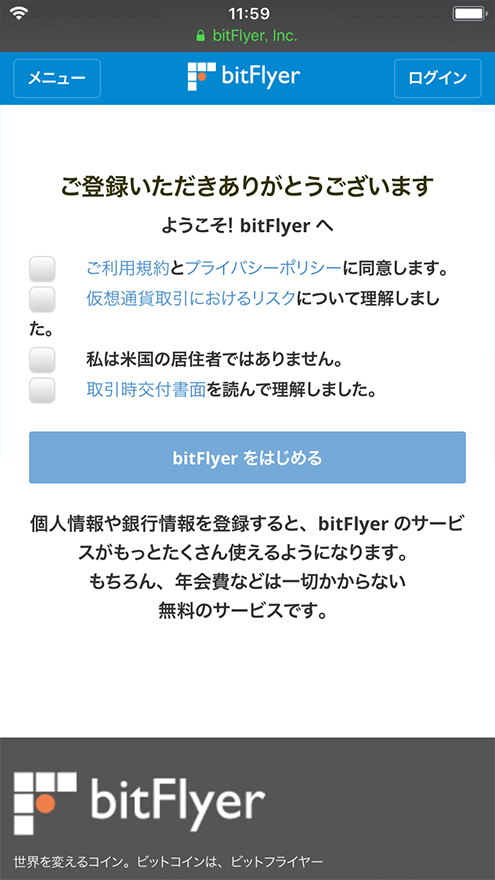 11:59
bitFlyer, Inc.
メニュー
bitFlyer
ログイン
ご登録いただきありがとうございます
ようこそ! bitFlyer へ
ご利用規約とプライバシーポリシーに同意します。
仮想通貨取引におけるリスクについて理解しまし
た。
私は米国の居住者ではありません。
取引時交付書面を読んで理解しました。
bitFlyer をはじめる
個人情報や銀行情報を登録すると、bitFlyer のサービ
スがもっとたくさん使えるようになります。
もちろん、年会費などは一切かからない
無料のサービスです。
bitFlyer
世界を変えるコイン。ビットコインは、ビットフライヤー